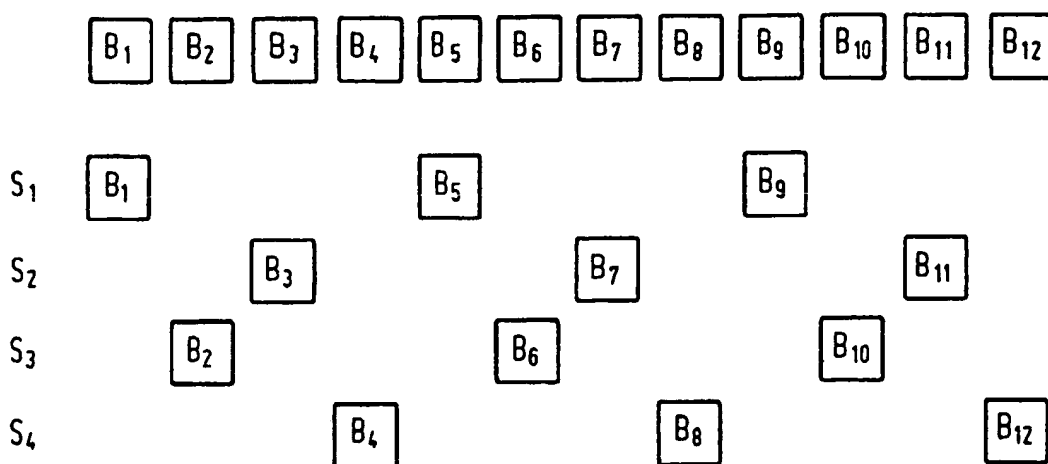 B₁ B₂ B₃ B₄ B₅ B₆ B₇ B₈ B₉ B₁₀ B₁₁ B₁₂
S₁ B₁ B₅ B₉
S₂ B₃ B₇ B₁₁
S₃ B₂ B₆ B₁₀
S₄ B₄ B₈ B₁₂